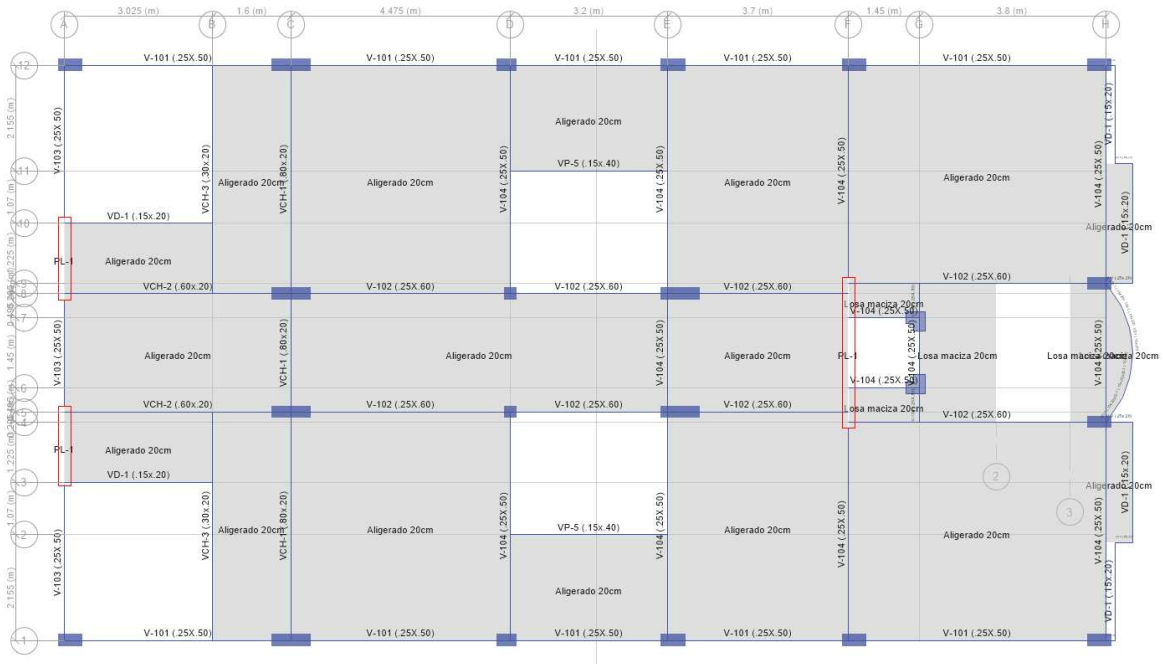 3.025 (m) 1.6 (m) 4.475 (m) 3.2 (m) 3.7 (m) 1.45 (m) 3.8 (m)
A B C D E F G H
12 V-101 (.25X.50) V-101 (.25X.50) V-101 (.25X.50) V-101 (.25X.50) V-101 (.25X.50)
2.155 (m)
V-103 (.25X.50)
VCH-3 (.30x.20)
VCH-1 (.80x.20)
V-104 (.25X.50)
V-104 (.25X.50)
V-104 (.25X.50)
V-104 (.25X.50)
VD-1 (.15x.20)
Aligerado 20cm
11 VP-5 (.15x.40)
Aligerado 20cm Aligerado 20cm Aligerado 20cm Aligerado 20cm
1.07 (m)
10 VD-1 (.15x.20)
Aligerado 20cm
VD-1 (.15x.20)
1.225 (m)
PL-1 Aligerado 20cm
9 V-102 (.25X.60)
VCH-2 (.60x.20) V-102 (.25X.60) V-102 (.25X.60) V-102 (.25X.60)
Losa maciza 20cm
7 V-104 (.25X.50)
1.45 (m)
V-103 (.25X.50)
VCH-1 (.80x.20)
V-104 (.25X.50)
V-104 (.25X.50)
V-104 (.25X.50)
Aligerado 20cm Aligerado 20cm Aligerado 20cm PL-1 Losa maciza 20cm
6 V-104 (.25X.50)
VCH-2 (.60x.20) V-102 (.25X.60) V-102 (.25X.60) V-102 (.25X.60) Losa maciza 20cm
V-102 (.25X.60)
1.225 (m)
PL-1 Aligerado 20cm
3 VD-1 (.15x.20)
2
Aligerado 20cm
VD-1 (.15x.20)
3
1.07 (m)
VCH-3 (.30x.20)
VCH-1 (.80x.20)
V-104 (.25X.50)
V-104 (.25X.50)
V-104 (.25X.50)
V-104 (.25X.50)
2 VP-5 (.15x.40)
Aligerado 20cm Aligerado 20cm Aligerado 20cm Aligerado 20cm
V-103 (.25X.50)
2.155 (m)
Aligerado 20cm
VD-1 (.15x.20)
1 V-101 (.25X.50) V-101 (.25X.50) V-101 (.25X.50) V-101 (.25X.50) V-101 (.25X.50)